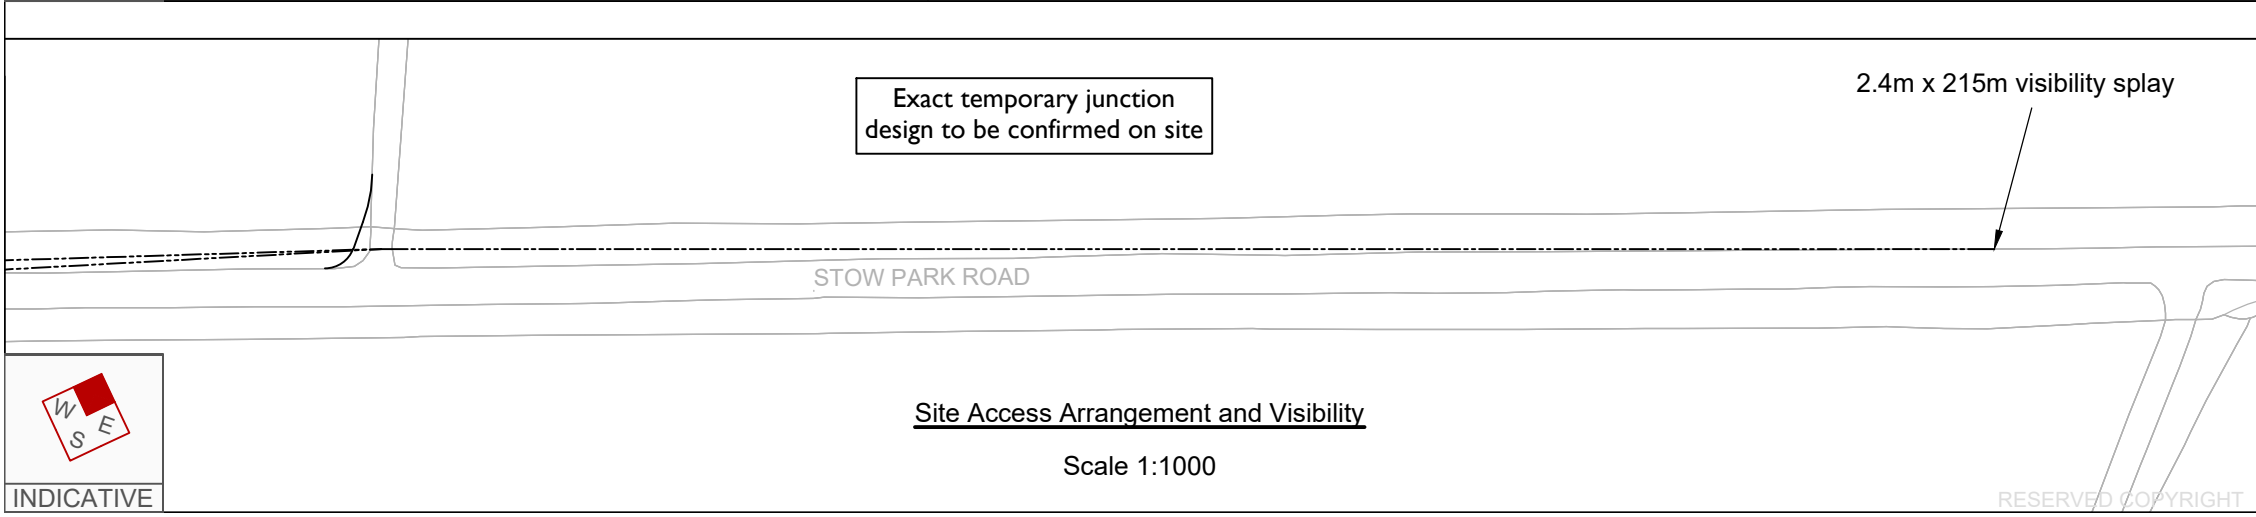 Exact temporary junction
design to be confirmed on site
2.4m x 215m visibility splay
STOW PARK ROAD
W
E
S
INDICATIVE
Site Access Arrangement and Visibility
Scale 1:1000
RESERVED COPYRIGHT